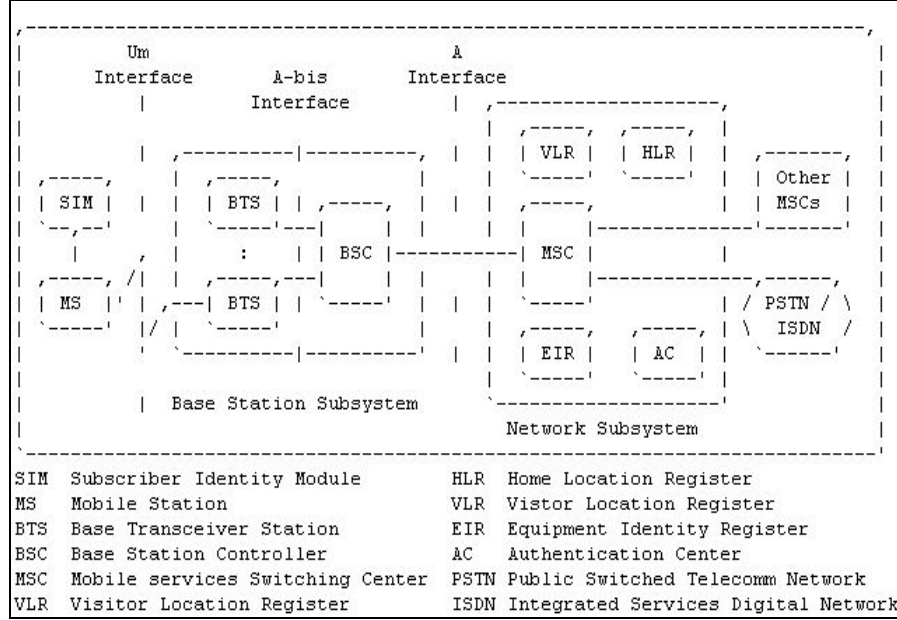 Um A
Interface A-bis Interface
Interface
VLR HLR
Other
SIM BTS MSCs
: BSC MSC
MS BTS PSTN /
ISDN
EIR AC
Base Station Subsystem
Network Subsystem
SIM Subscriber Identity Module HLR Home Location Register
MS Mobile Station VLR Vistor Location Register
BTS Base Transceiver Station EIR Equipment Identity Register
BSC Base Station Controller AC Authentication Center
MSC Mobile services Switching Center PSTN Public Switched Telecomm Network
VLR Visitor Location Register ISDN Integrated Services Digital Network